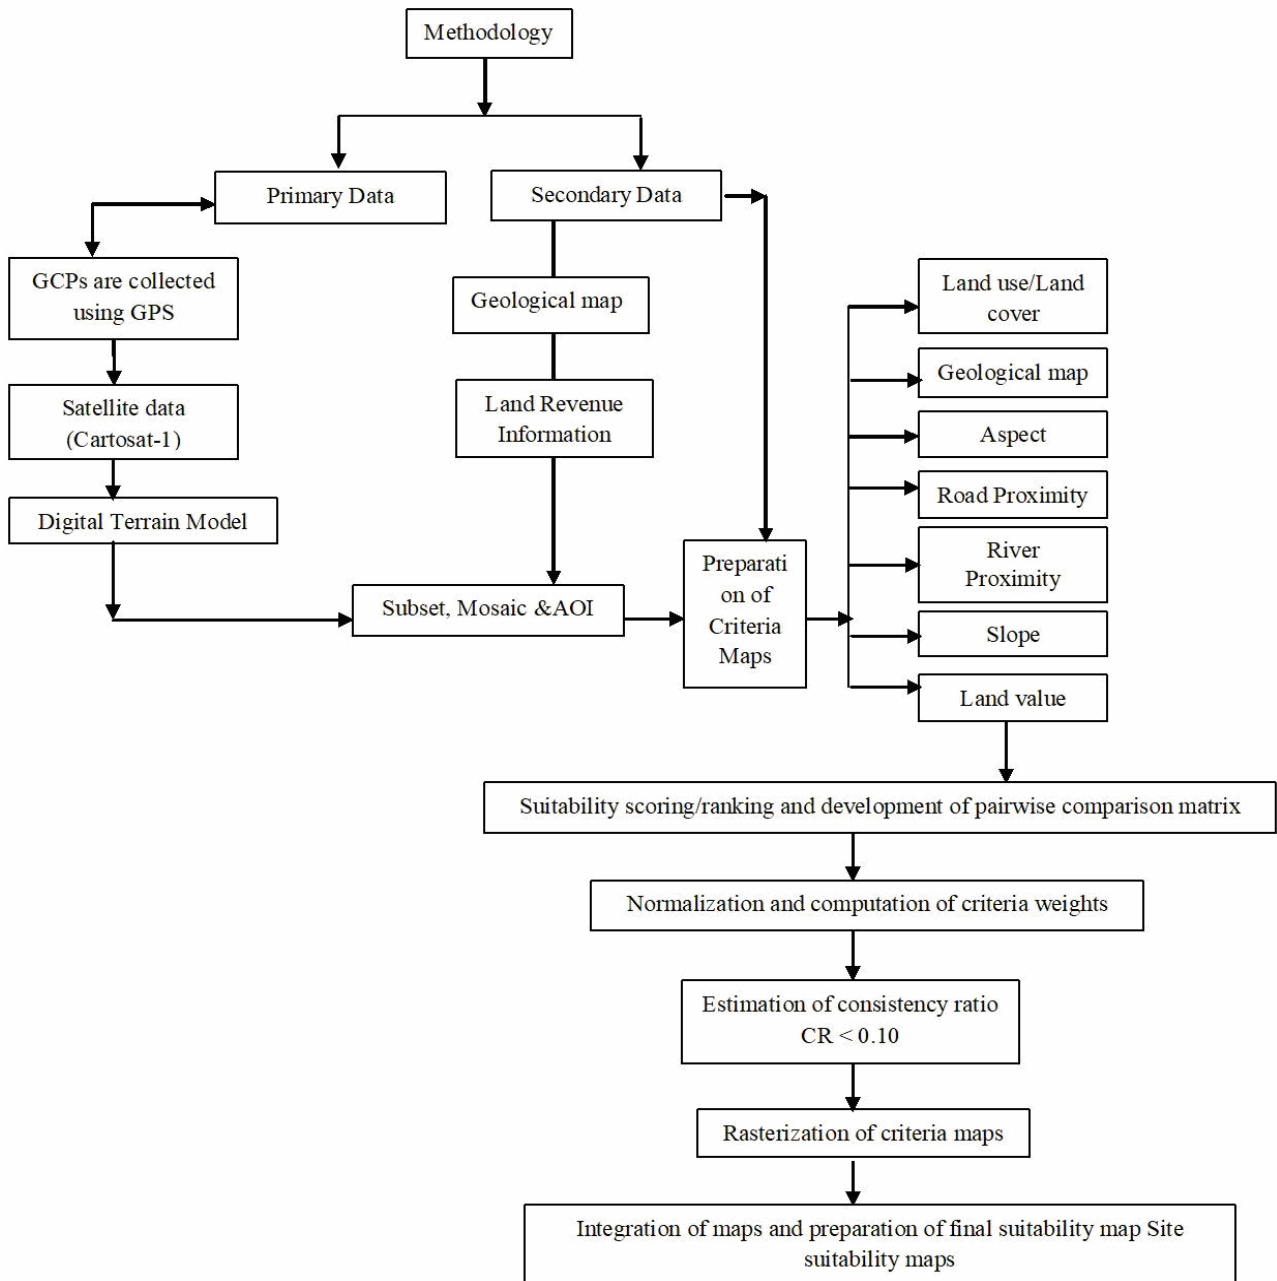 Methodology
Primary Data
Secondary Data
GCPs are collected
using GPS
Satellite data
(Cartosat-1)
Digital Terrain Model
Geological map
Land Revenue
Information
Subset, Mosaic &AOI
Preparati
on of
Criteria
Maps
Land use/Land
cover
Geological map
Aspect
Road Proximity
River
Proximity
Slope
Land value
Suitability scoring/ranking and development of pairwise comparison matrix
Normalization and computation of criteria weights
Estimation of consistency ratio
CR < 0.10
Rasterization of criteria maps
Integration of maps and preparation of final suitability map Site
suitability maps